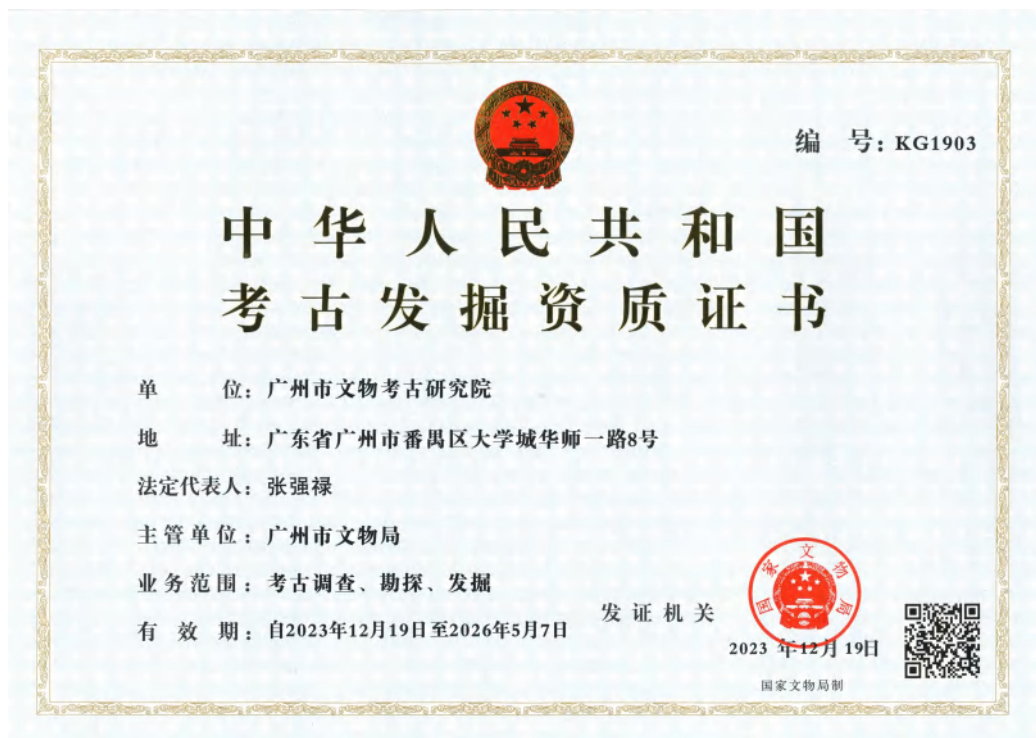 编 号: KG1903
中华人民共和国
考古发掘资质证书
单 位: 广州市文物考古研究院
地 址: 广东省广州市番禺区大学城华师一路8号
法定代表人: 张强禄
主管单位: 广州市文物局
业务范围: 考古调查、勘探、发掘
有 效 期: 自2023年12月19日至2026年5月7日
发证机关
国家文物局
2023 年12月 19日
国家文物局制